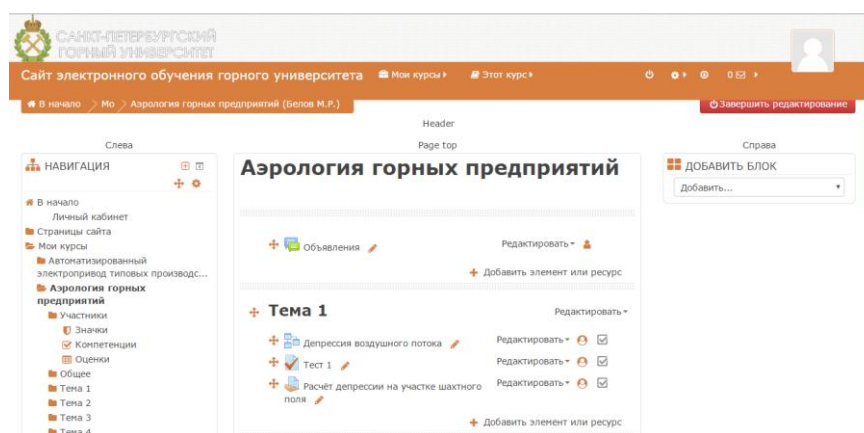 САНКТ-ПЕТЕРБУРГСКИЙ
ГОРНЫЙ УНИВЕРСИТЕТ
Сайт электронного обучения горного университета
Мои курсы
Этот курс
0
В начало
Мо
Аэрология горных предприятий (Белов М.Р.)
Завершить редактирование
Header
Слева
Page top
Справа
НАВИГАЦИЯ
В начало
Личный кабинет
Страницы сайта
Мои курсы
Автоматизированный
электропривод типовых производс...
Аэрология горных
предприятий
Участники
Значки
Компетенции
Оценки
Общее
Тема 1
Тема 2
Тема 3
Тема 4
Аэрология горных предприятий
Объявления
Редактировать
Добавить элемент или ресурс
Тема 1
Редактировать
Депрессия воздушного потока
Редактировать
Тест 1
Редактировать
Расчёт депрессии на участке шахтного
поля
Редактировать
Добавить элемент или ресурс
ДОБАВИТЬ БЛОК
Добавить...